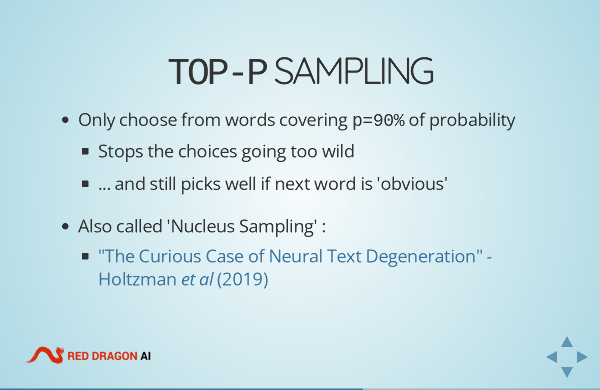 TOP-P SAMPLING
Only choose from words covering p=90% of probability
Stops the choices going too wild
... and still picks well if next word is 'obvious'
Also called 'Nucleus Sampling' :
"The Curious Case of Neural Text Degeneration" -
Holtzman et al (2019)
RED DRAGON AI